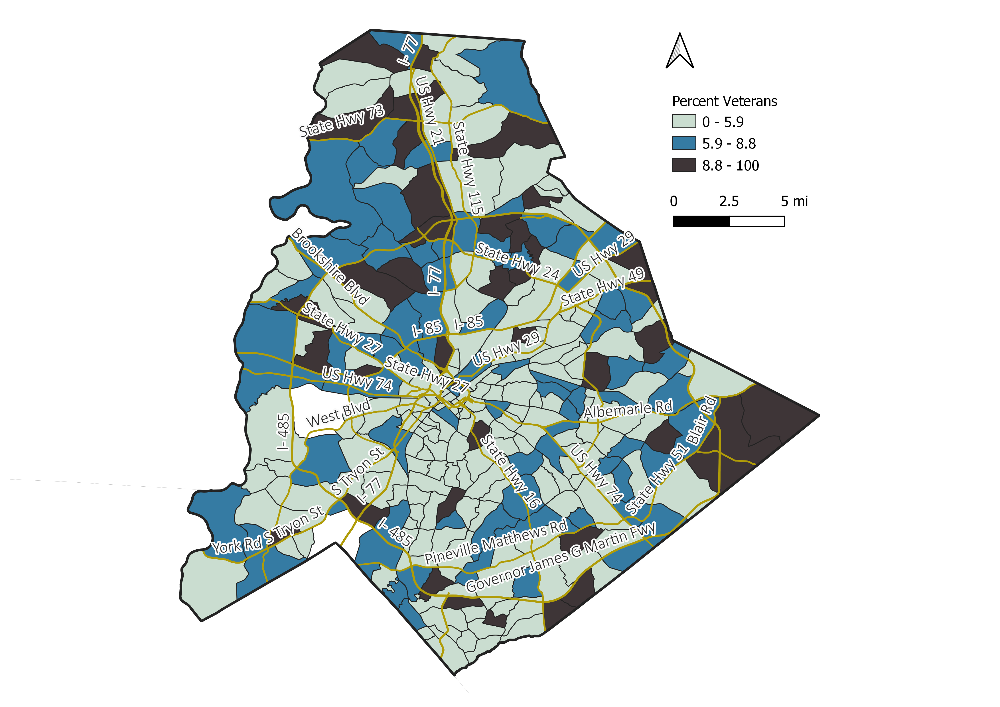 I- 77
Percent Veterans
0 - 5.9
5.9 - 8.8
8.8 - 100
0 2.5 5 mi
US Hwy 21
State Hwy 73
State Hwy 115
Brookshire Blvd
US Hwy 29
State Hwy 24
State Hwy 49
I- 77
State Hwy 27
I- 85
I- 85
US Hwy 29
State Hwy 27
US Hwy 74
West Blvd
Albemarle Rd
Blair Rd
I- 485
State Hwy 16
US Hwy 74
State Hwy 51
S Tryon St
I- 77
S Tryon St
York Rd
I- 485
Pineville Matthews Rd
Governor James G Martin Fwy